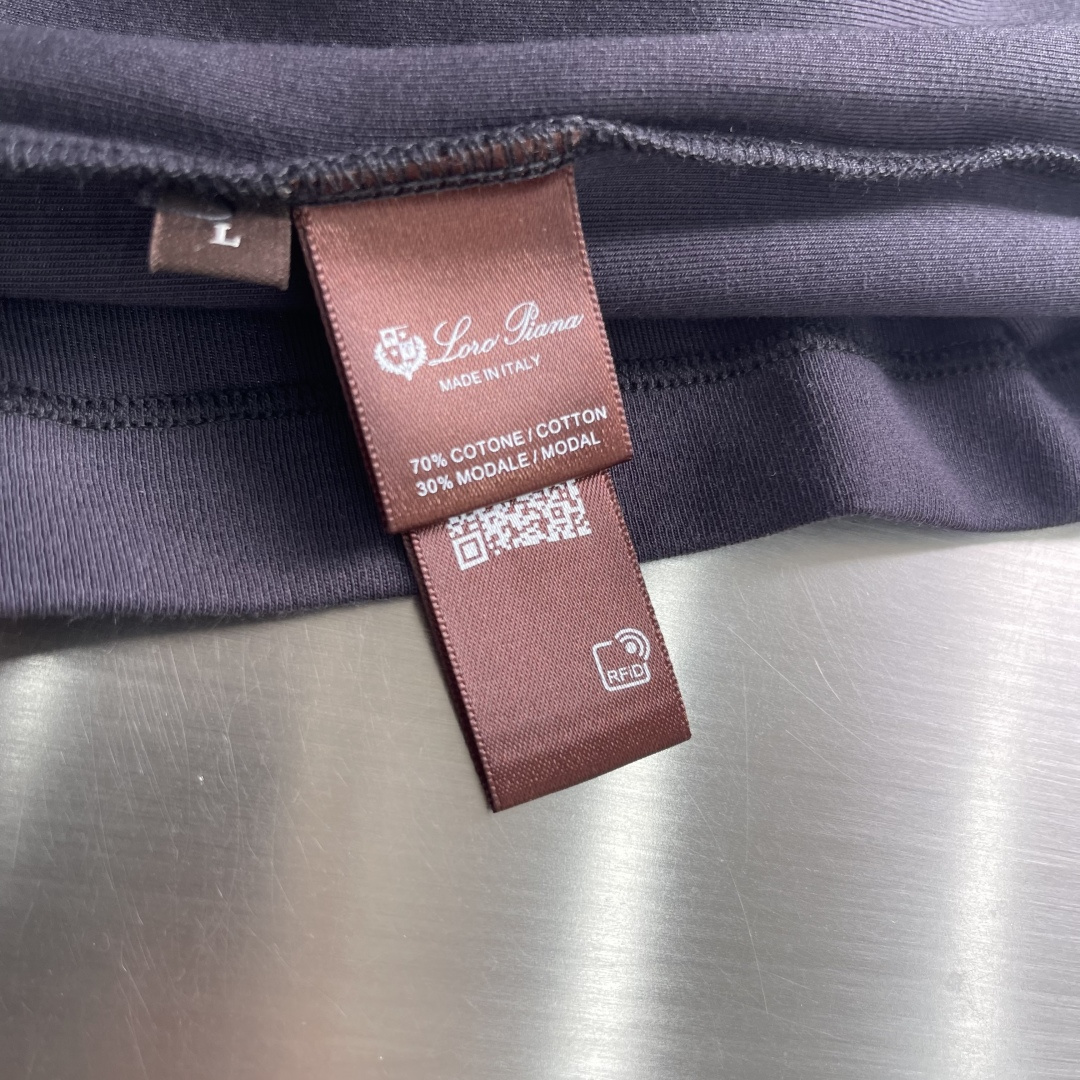 L
Loro Piana
MADE IN ITALY
70% COTONE / COTTON
30% MODALE / MODAL
RFiD